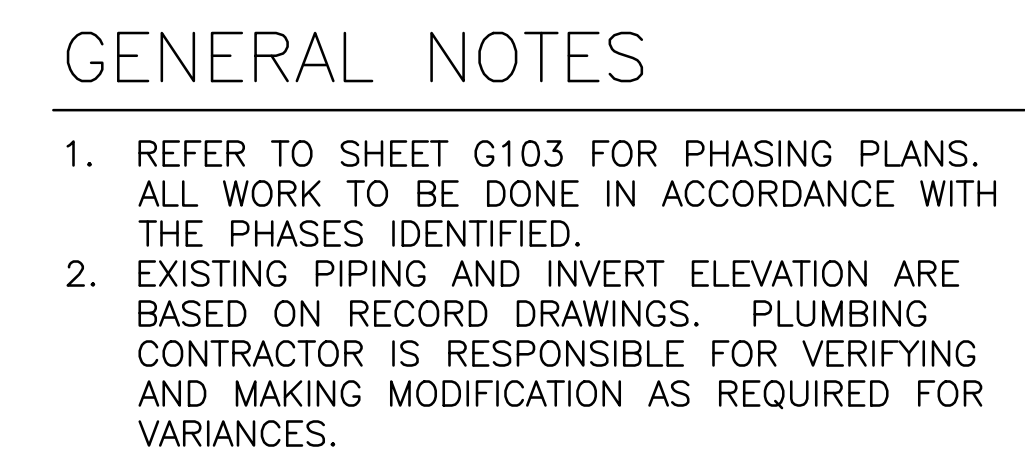 GENERAL NOTES
1. REFER TO SHEET G103 FOR PHASING PLANS.
ALL WORK TO BE DONE IN ACCORDANCE WITH
THE PHASES IDENTIFIED.
2. EXISTING PIPING AND INVERT ELEVATION ARE
BASED ON RECORD DRAWINGS. PLUMBING
CONTRACTOR IS RESPONSIBLE FOR VERIFYING
AND MAKING MODIFICATION AS REQUIRED FOR
VARIANCES.